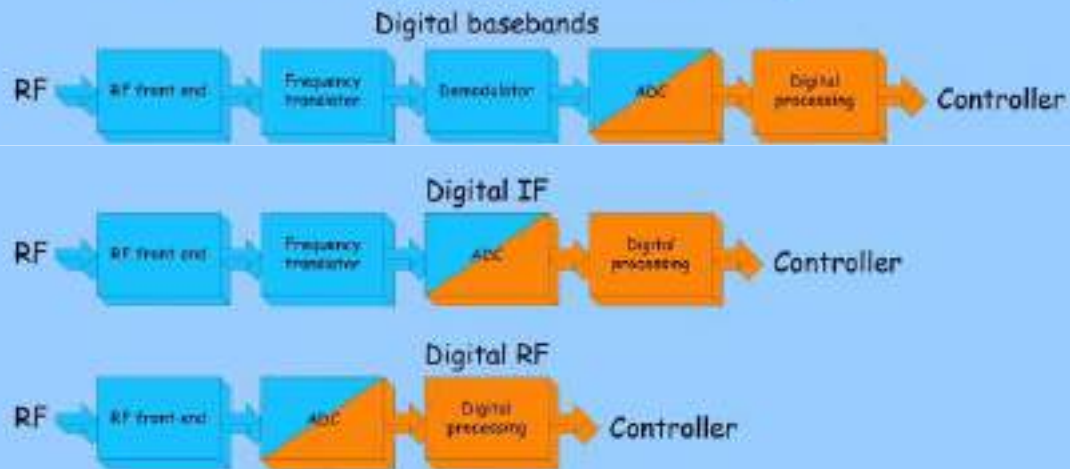 Digital basebands
RF
RF front end
Frequency
translator
Demodulator
ADC
Digital
processing
Controller
Digital IF
RF
RF front end
Frequency
translator
ADC
Digital
processing
Controller
Digital RF
RF
RF front end
ADC
Digital
processing
Controller